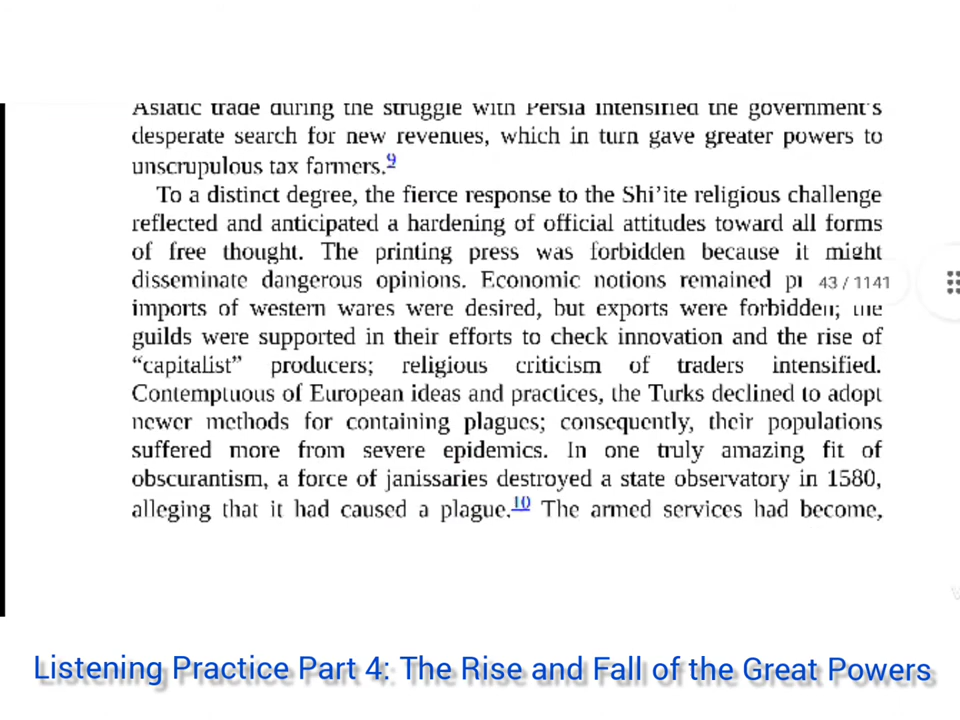 Asiatic trade during the struggle with Persia intensified the government's
desperate search for new revenues, which in turn gave greater powers to
unscrupulous tax farmers.9
To a distinct degree, the fierce response to the Shi’ite religious challenge
reflected and anticipated a hardening of official attitudes toward all forms
of free thought. The printing press was forbidden because it might
disseminate dangerous opinions. Economic notions remained
43 / 1141
imports of western wares were desired, but exports were forbidden; the
guilds were supported in their efforts to check innovation and the rise of
“capitalist” producers; religious criticism of traders intensified.
Contemptuous of European ideas and practices, the Turks declined to adopt
newer methods for containing plagues; consequently, their populations
suffered more from severe epidemics. In one truly amazing fit of
obscurantism, a force of janissaries destroyed a state observatory in 1580,
alleging that it had caused a plague.10 The armed services had become,
Listening Practice Part 4: The Rise and Fall of the Great Powers